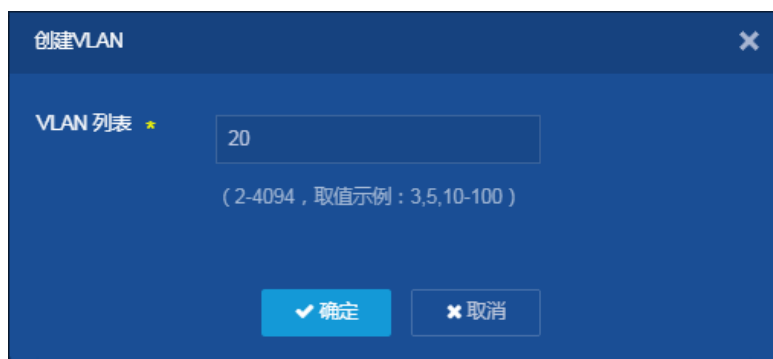 创建VLAN
VLAN 列表 *
20
（2-4094，取值示例：3,5,10-100）
确定
取消